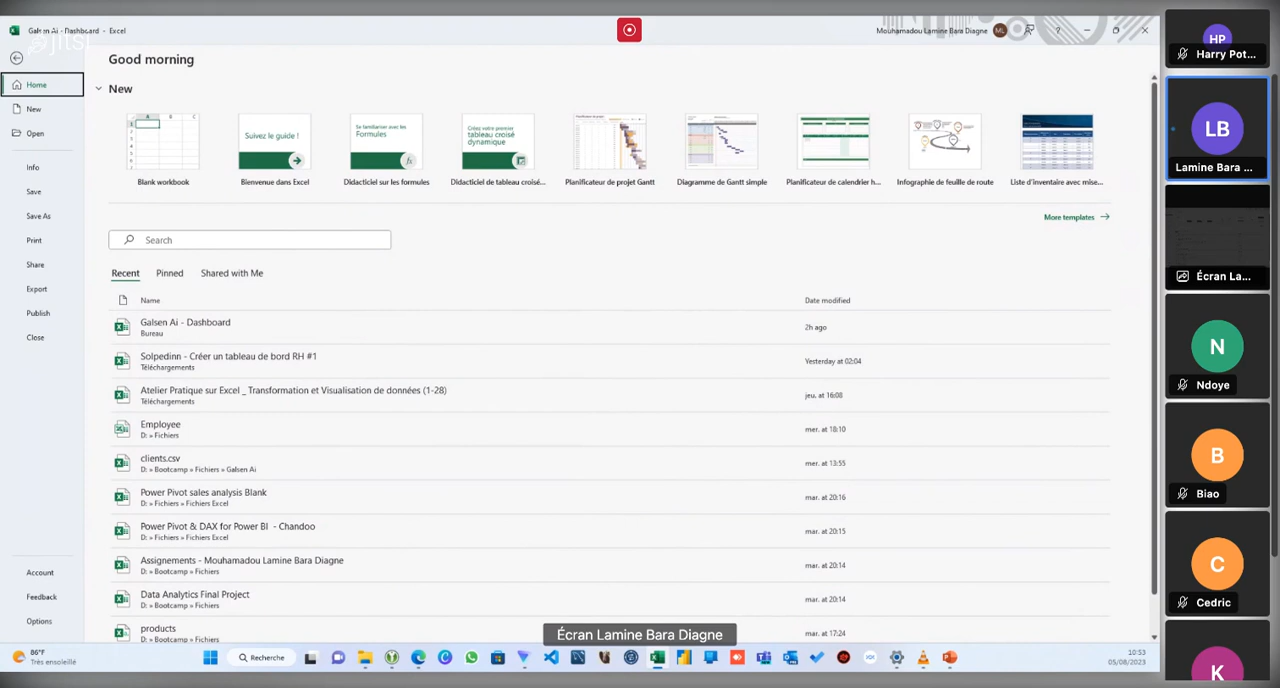 Galsen Ai - Dashboard - Excel
jitsi
Mouhamadou Lamine Bara Diagne
ML
?
Good morning
Home
New
Open
Info
Save
Save As
Print
Share
Export
Publish
Close
Account
Feedback
Options
New
A B C
Suivez le guide !
Se familiariser avec les
Formules
fx
Créez votre premier
tableau croisé
dynamique
Blank workbook
Bienvenue dans Excel
Didacticiel sur les formules
Didacticiel de tableau croisé...
Planificateur de projet Gantt
Diagramme de Gantt simple
Planificateur de calendrier h...
Infographie de feuille de route
Liste d'inventaire avec mise...
More templates
Search
Recent Pinned Shared with Me
Name Date modified
Galsen Ai - Dashboard
Bureau
2h ago
Solpedinn - Créer un tableau de bord RH #1
Téléchargements
Yesterday at 02:04
Atelier Pratique sur Excel _ Transformation et Visualisation de données (1-28)
Téléchargements
jeu. at 16:08
Employee
D: » Fichiers
mer. at 18:10
clients.csv
D: » Bootcamp » Fichiers » Galsen Ai
mer. at 13:55
Power Pivot sales analysis Blank
D: » Fichiers » Fichiers Excel
mar. at 20:16
Power Pivot & DAX for Power BI - Chandoo
D: » Fichiers » Fichiers Excel
mar. at 20:15
Assignements - Mouhamadou Lamine Bara Diagne
D: » Bootcamp » Fichiers
mar. at 20:14
Data Analytics Final Project
D: » Bootcamp » Fichiers
mar. at 20:14
products
D: » Bootcamp » Fichiers
mar. at 17:24
Écran Lamine Bara Diagne
86°F
Très ensoleillé
Recherche
10:53
05/08/2023
HP
Harry Pot...
LB
Lamine Bara ...
Écran La...
N
Ndoye
B
Biao
C
Cedric
K